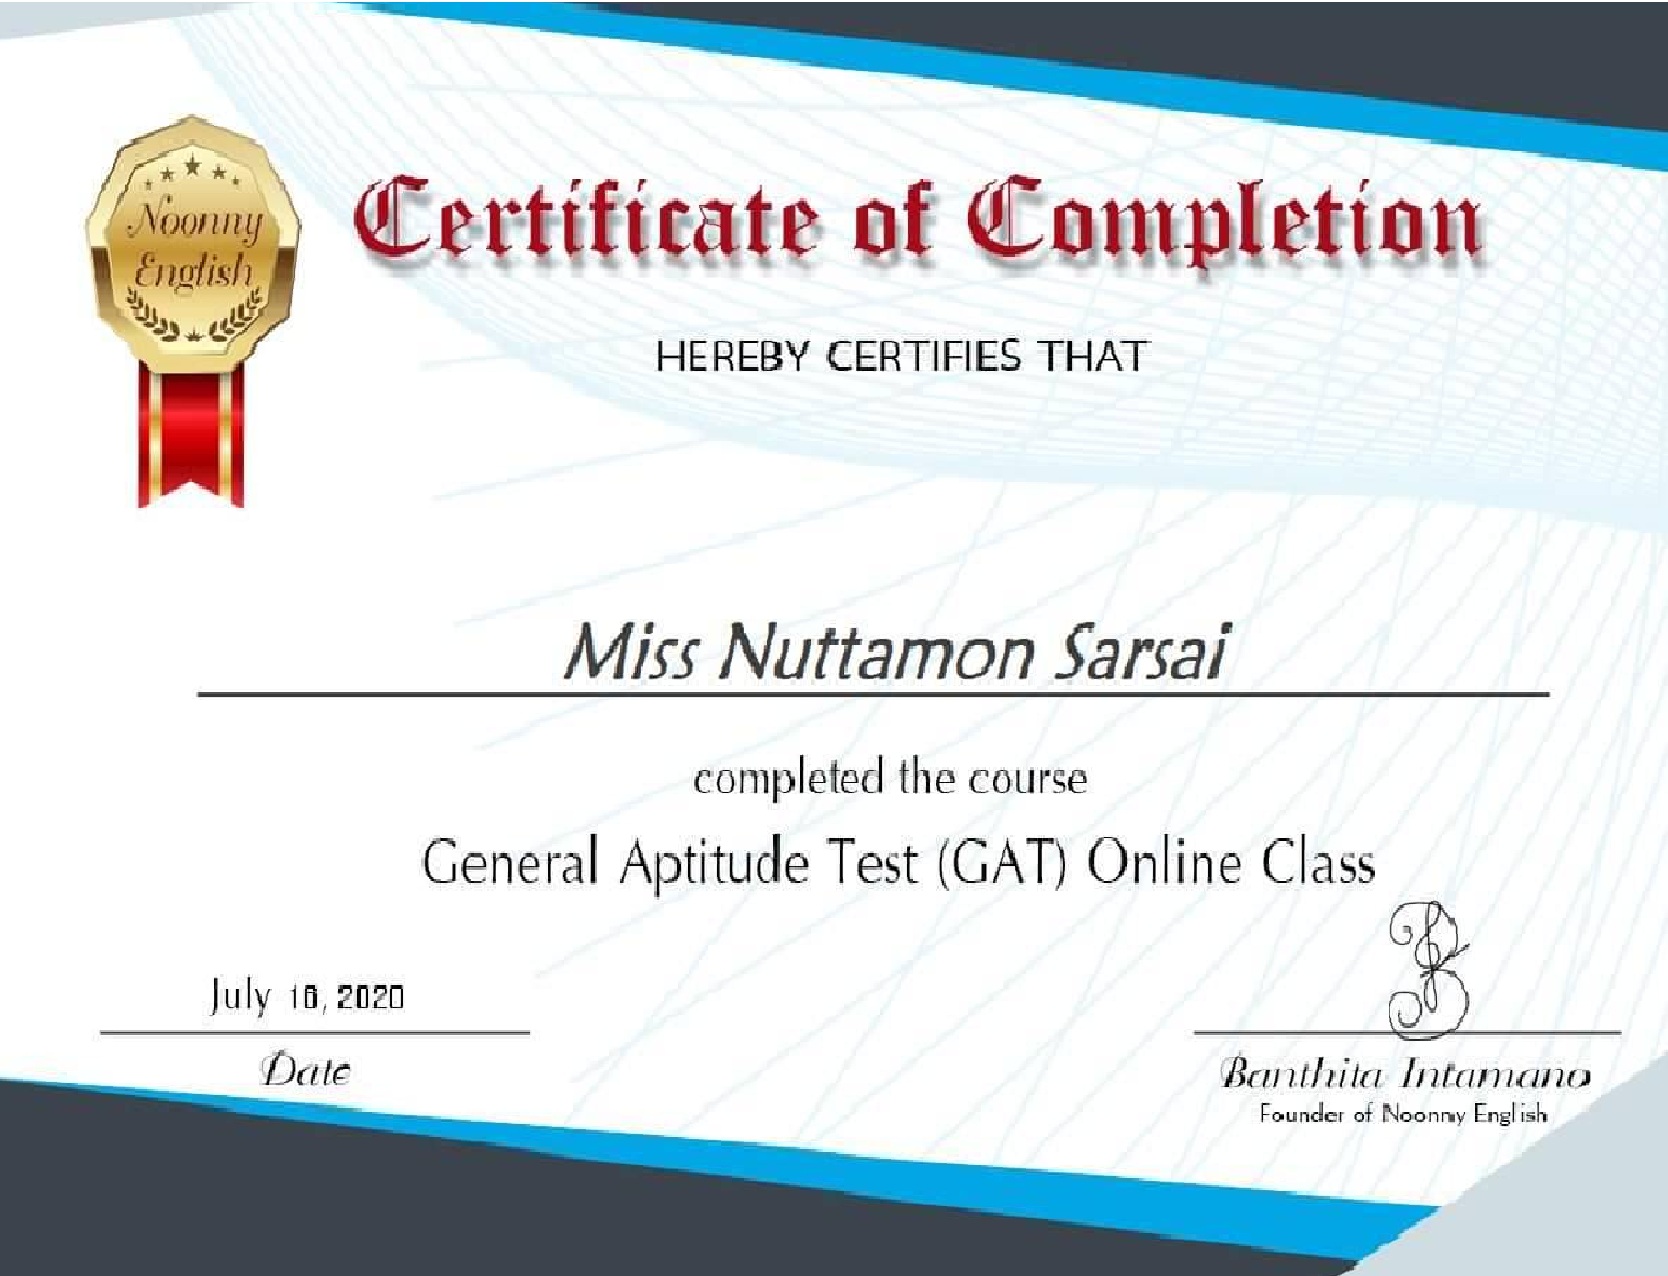 Noonny
English
Certificate of Completion
HEREBY CERTIFIES THAT
Miss Nuttamon Sarsai
completed the course
General Aptitude Test (GAT) Online Class
July 16, 2020
Date
Banthita Intamano
Founder of Noonny English